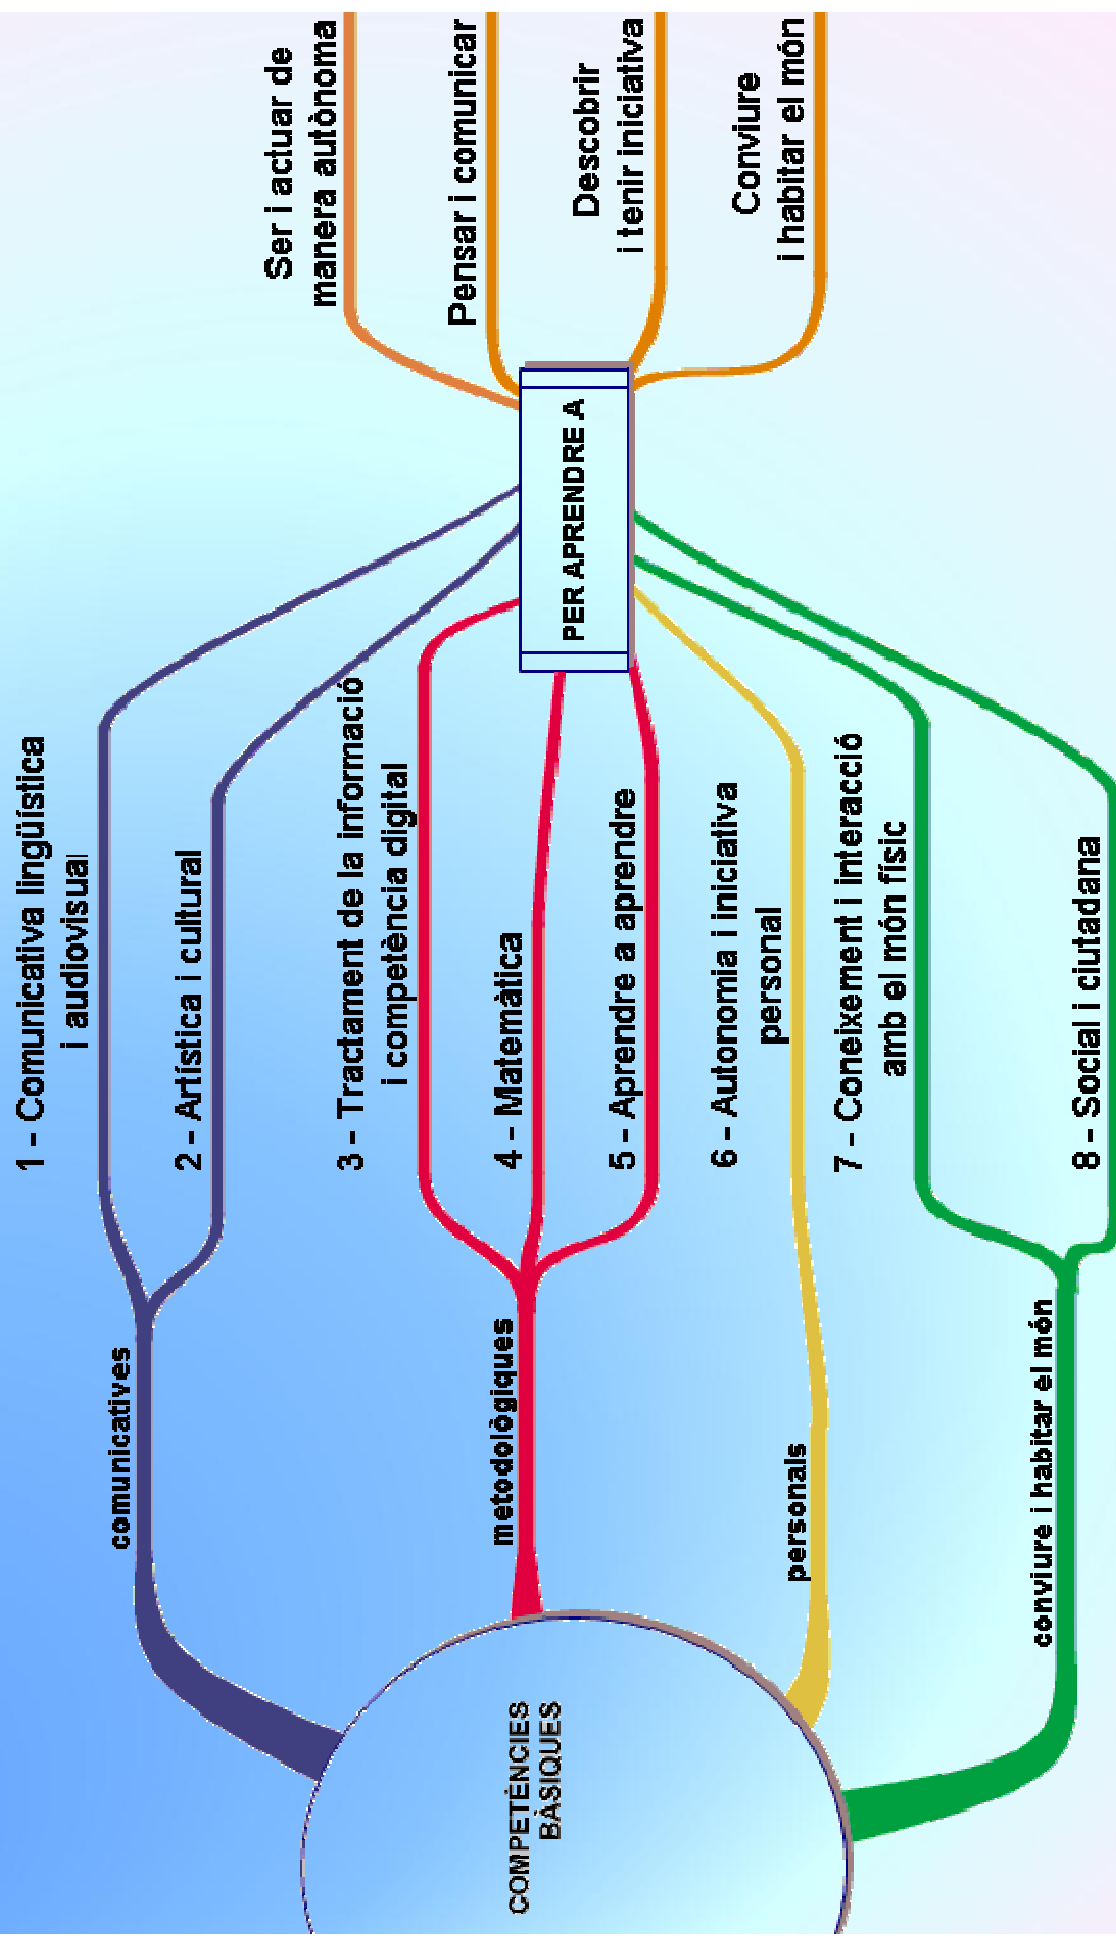 COMPETÈNCIES
BÀSIQUES
comunicatives
metodològiques
personals
conviure i habitar el món
1 - Comunicativa lingüística
i audiovisual
2 - Artística i cultural
3 - Tractament de la informació
i competència digital
4 - Matemàtica
5 - Aprendre a aprendre
6 - Autonomia i iniciativa
personal
7 - Coneixement i interacció
amb el món físic
8 - Social i ciutadana
PER APRENDRE A
Ser i actuar de
manera autònoma
Pensar i comunicar
Descobrir
i tenir iniciativa
Conviure
i habitar el món